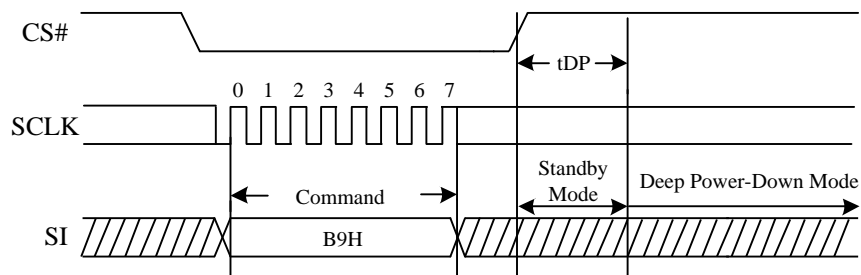 CS#
tDP
0 1 2 3 4 5 6 7
SCLK
Standby
Mode
Deep Power-Down Mode
Command
SI
B9H